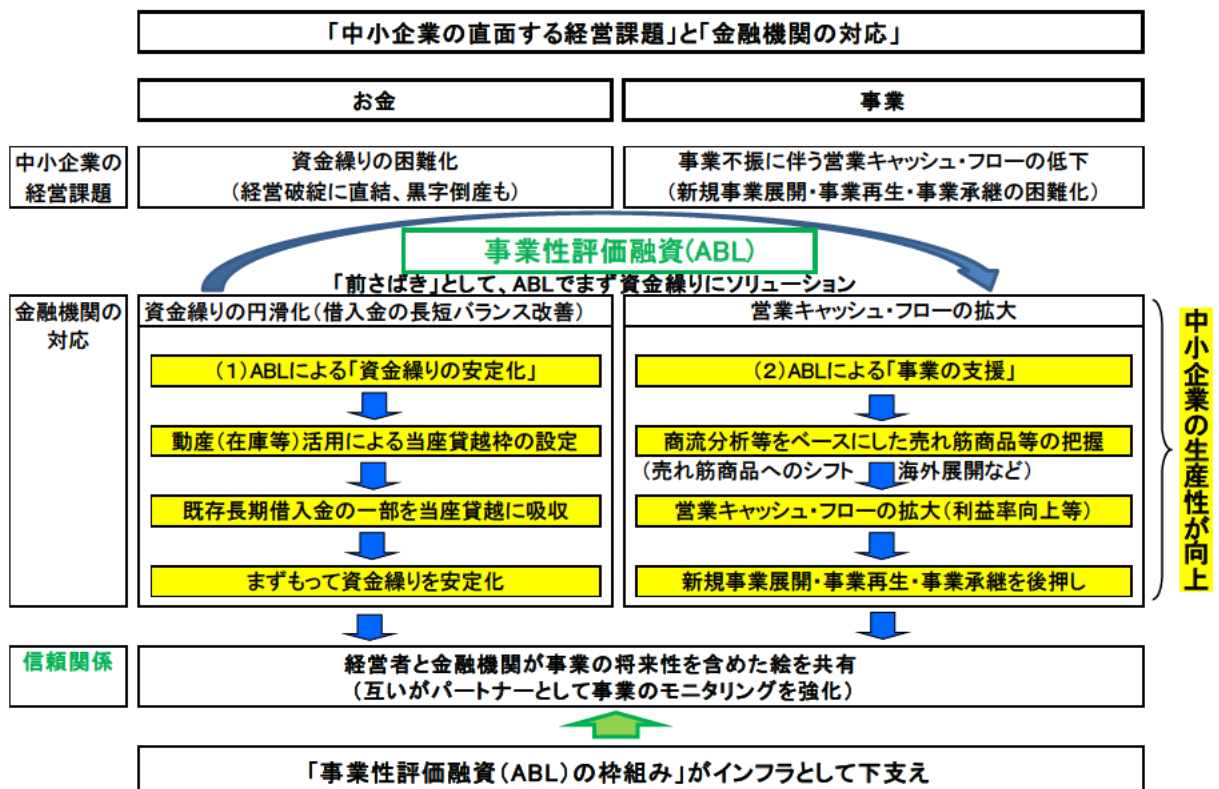 「中小企業の直面する経営課題」と「金融機関の対応」
お金
事業
中小企業の
経営課題
資金繰りの困難化
(経営破綻に直結、黒字倒産も)
事業不振に伴う営業キャッシュ・フローの低下
(新規事業展開・事業再生・事業承継の困難化)
事業性評価融資(ABL)
「前さばき」として、ABLでまず資金繰りにソリューション
金融機関の
対応
資金繰りの円滑化(借入金の長短バランス改善)
(1)ABLによる「資金繰りの安定化」
動産(在庫等)活用による当座貸越枠の設定
既存長期借入金の一部を当座貸越に吸収
まずもって資金繰りを安定化
営業キャッシュ・フローの拡大
(2)ABLによる「事業の支援」
商流分析等をベースにした売れ筋商品等の把握
(売れ筋商品へのシフト 海外展開など)
営業キャッシュ・フローの拡大(利益率向上等)
新規事業展開・事業再生・事業承継を後押し
中小企業の生産性が向上
信頼関係
経営者と金融機関が事業の将来性を含めた絵を共有
(互いがパートナーとして事業のモニタリングを強化)
「事業性評価融資(ABL)の枠組み」がインフラとして下支え